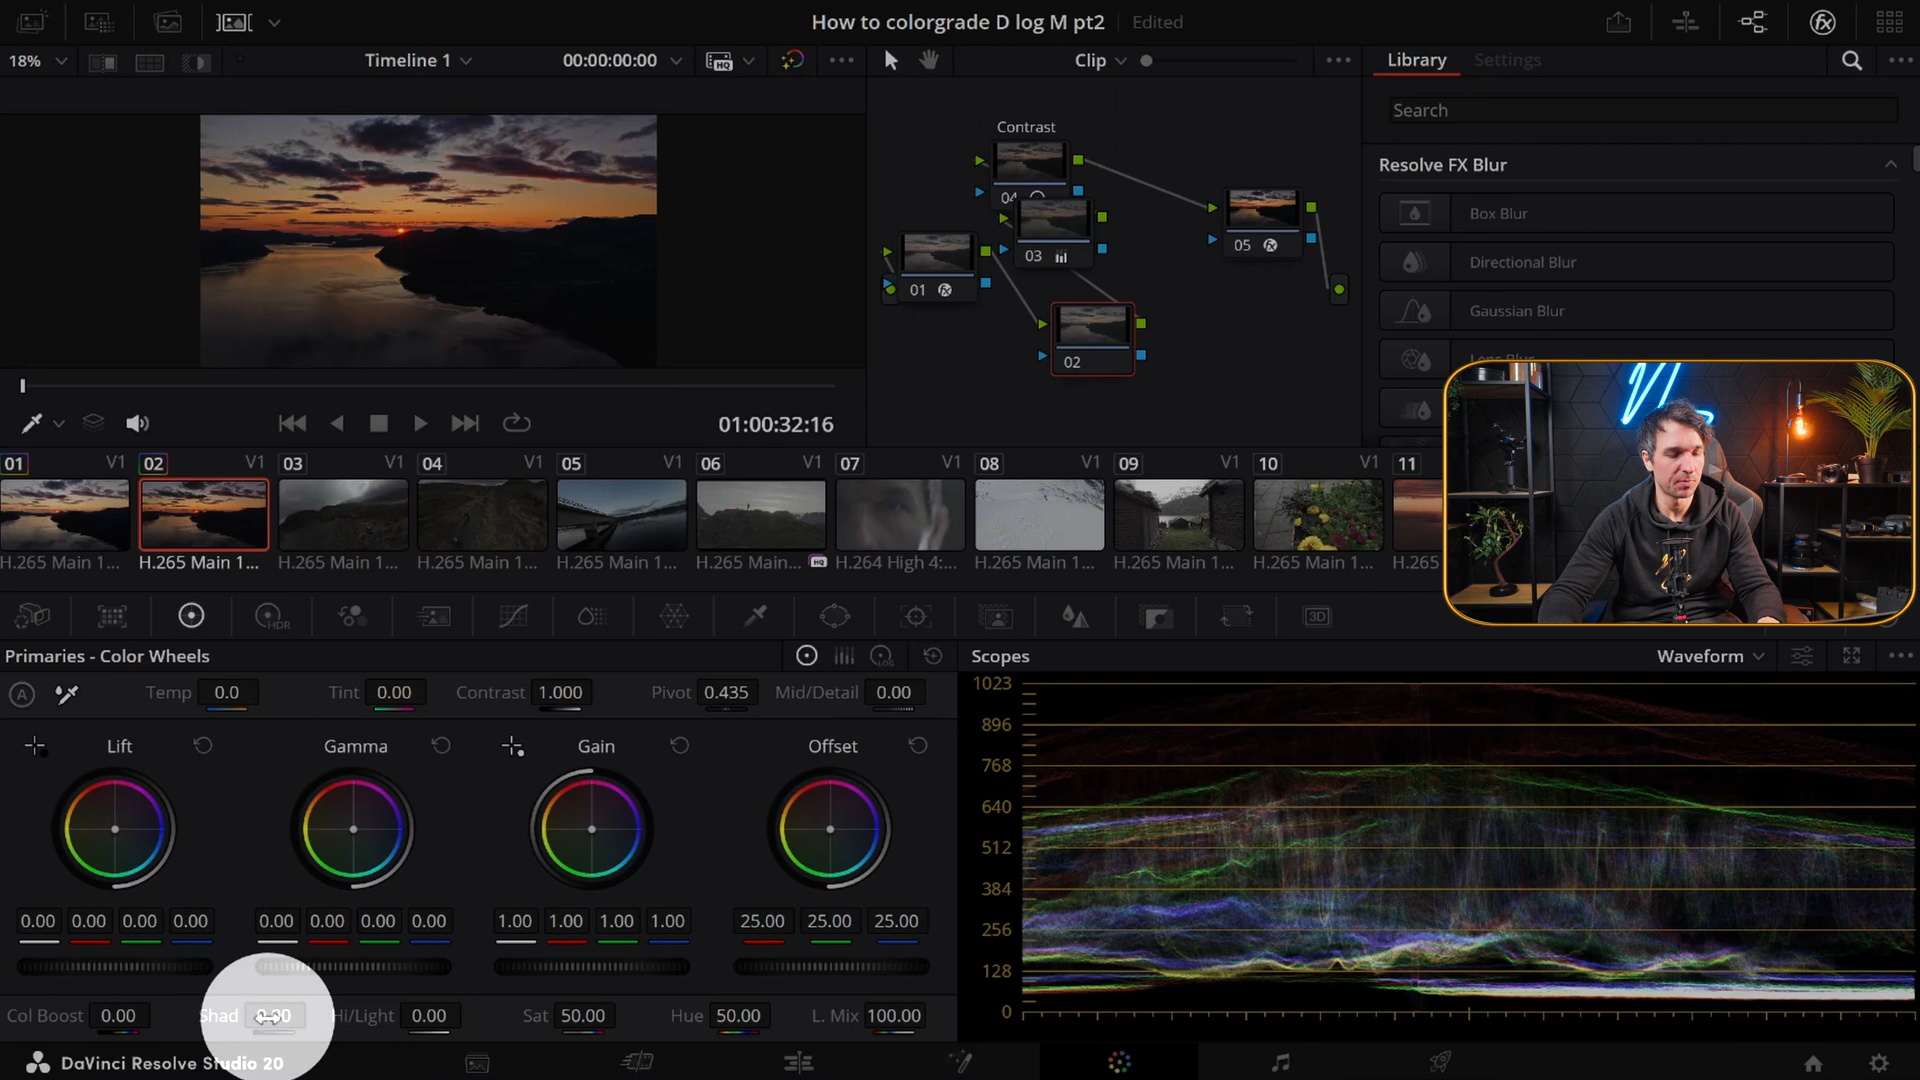 How to colorgrade D log M pt2 Edited
18% Timeline 1 00:00:00:00 HQ Clip Library Settings
Search
Contrast
Resolve FX Blur
Box Blur
Directional Blur
Gaussian Blur
04
03
05
01
02
01:00:32:16
01 V1 02 V1 03 V1 04 V1 05 V1 06 V1 07 V1 08 V1 09 V1 10 V1 11
H.265 Main 1... H.265 Main 1... H.265 Main 1... H.265 Main 1... H.265 Main 1... H.265 Main... HQ H.264 High 4:... H.265 Main 1... H.265 Main 1... H.265 Main 1... H.265
HDR 3D
Primaries - Color Wheels LOG Scopes Waveform
A Temp 0.0 Tint 0.00 Contrast 1.000 Pivot 0.435 Mid/Detail 0.00
Lift Gamma Gain Offset
0.00 0.00 0.00 0.00 0.00 0.00 0.00 0.00 1.00 1.00 1.00 1.00 25.00 25.00 25.00
Col Boost 0.00 Shad 0.00 Hi/Light 0.00 Sat 50.00 Hue 50.00 L. Mix 100.00
1023
896
768
640
512
384
256
128
0
DaVinci Resolve Studio 20